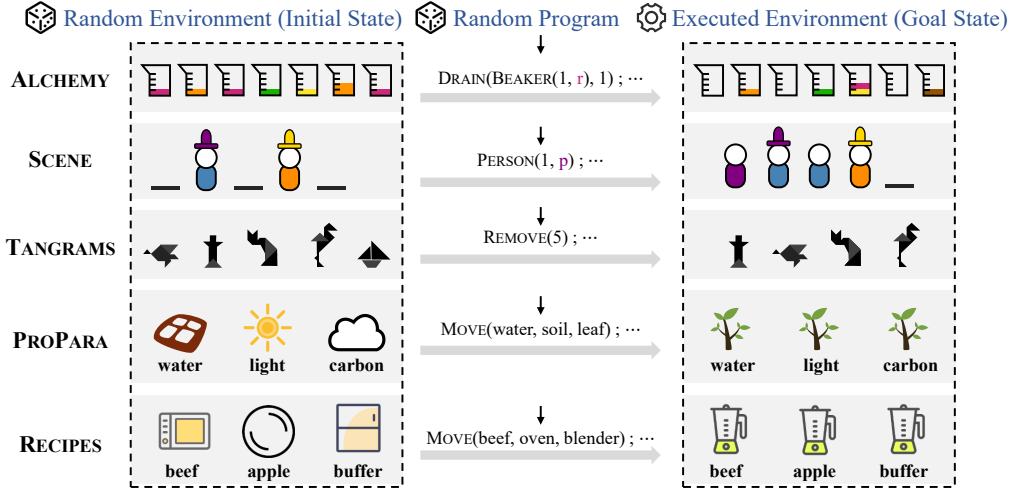 Random Environment (Initial State) Random Program Executed Environment (Goal State)
ALCHEMY DRAIN(BEAKER(1, r), 1) ; ···
SCENE PERSON(1, p) ; ···
TANGRAMS REMOVE(5) ; ···
PROPARA MOVE(water, soil, leaf) ; ···
water light carbon water light carbon
RECIPES MOVE(beef, oven, blender) ; ···
beef apple buffer beef apple buffer